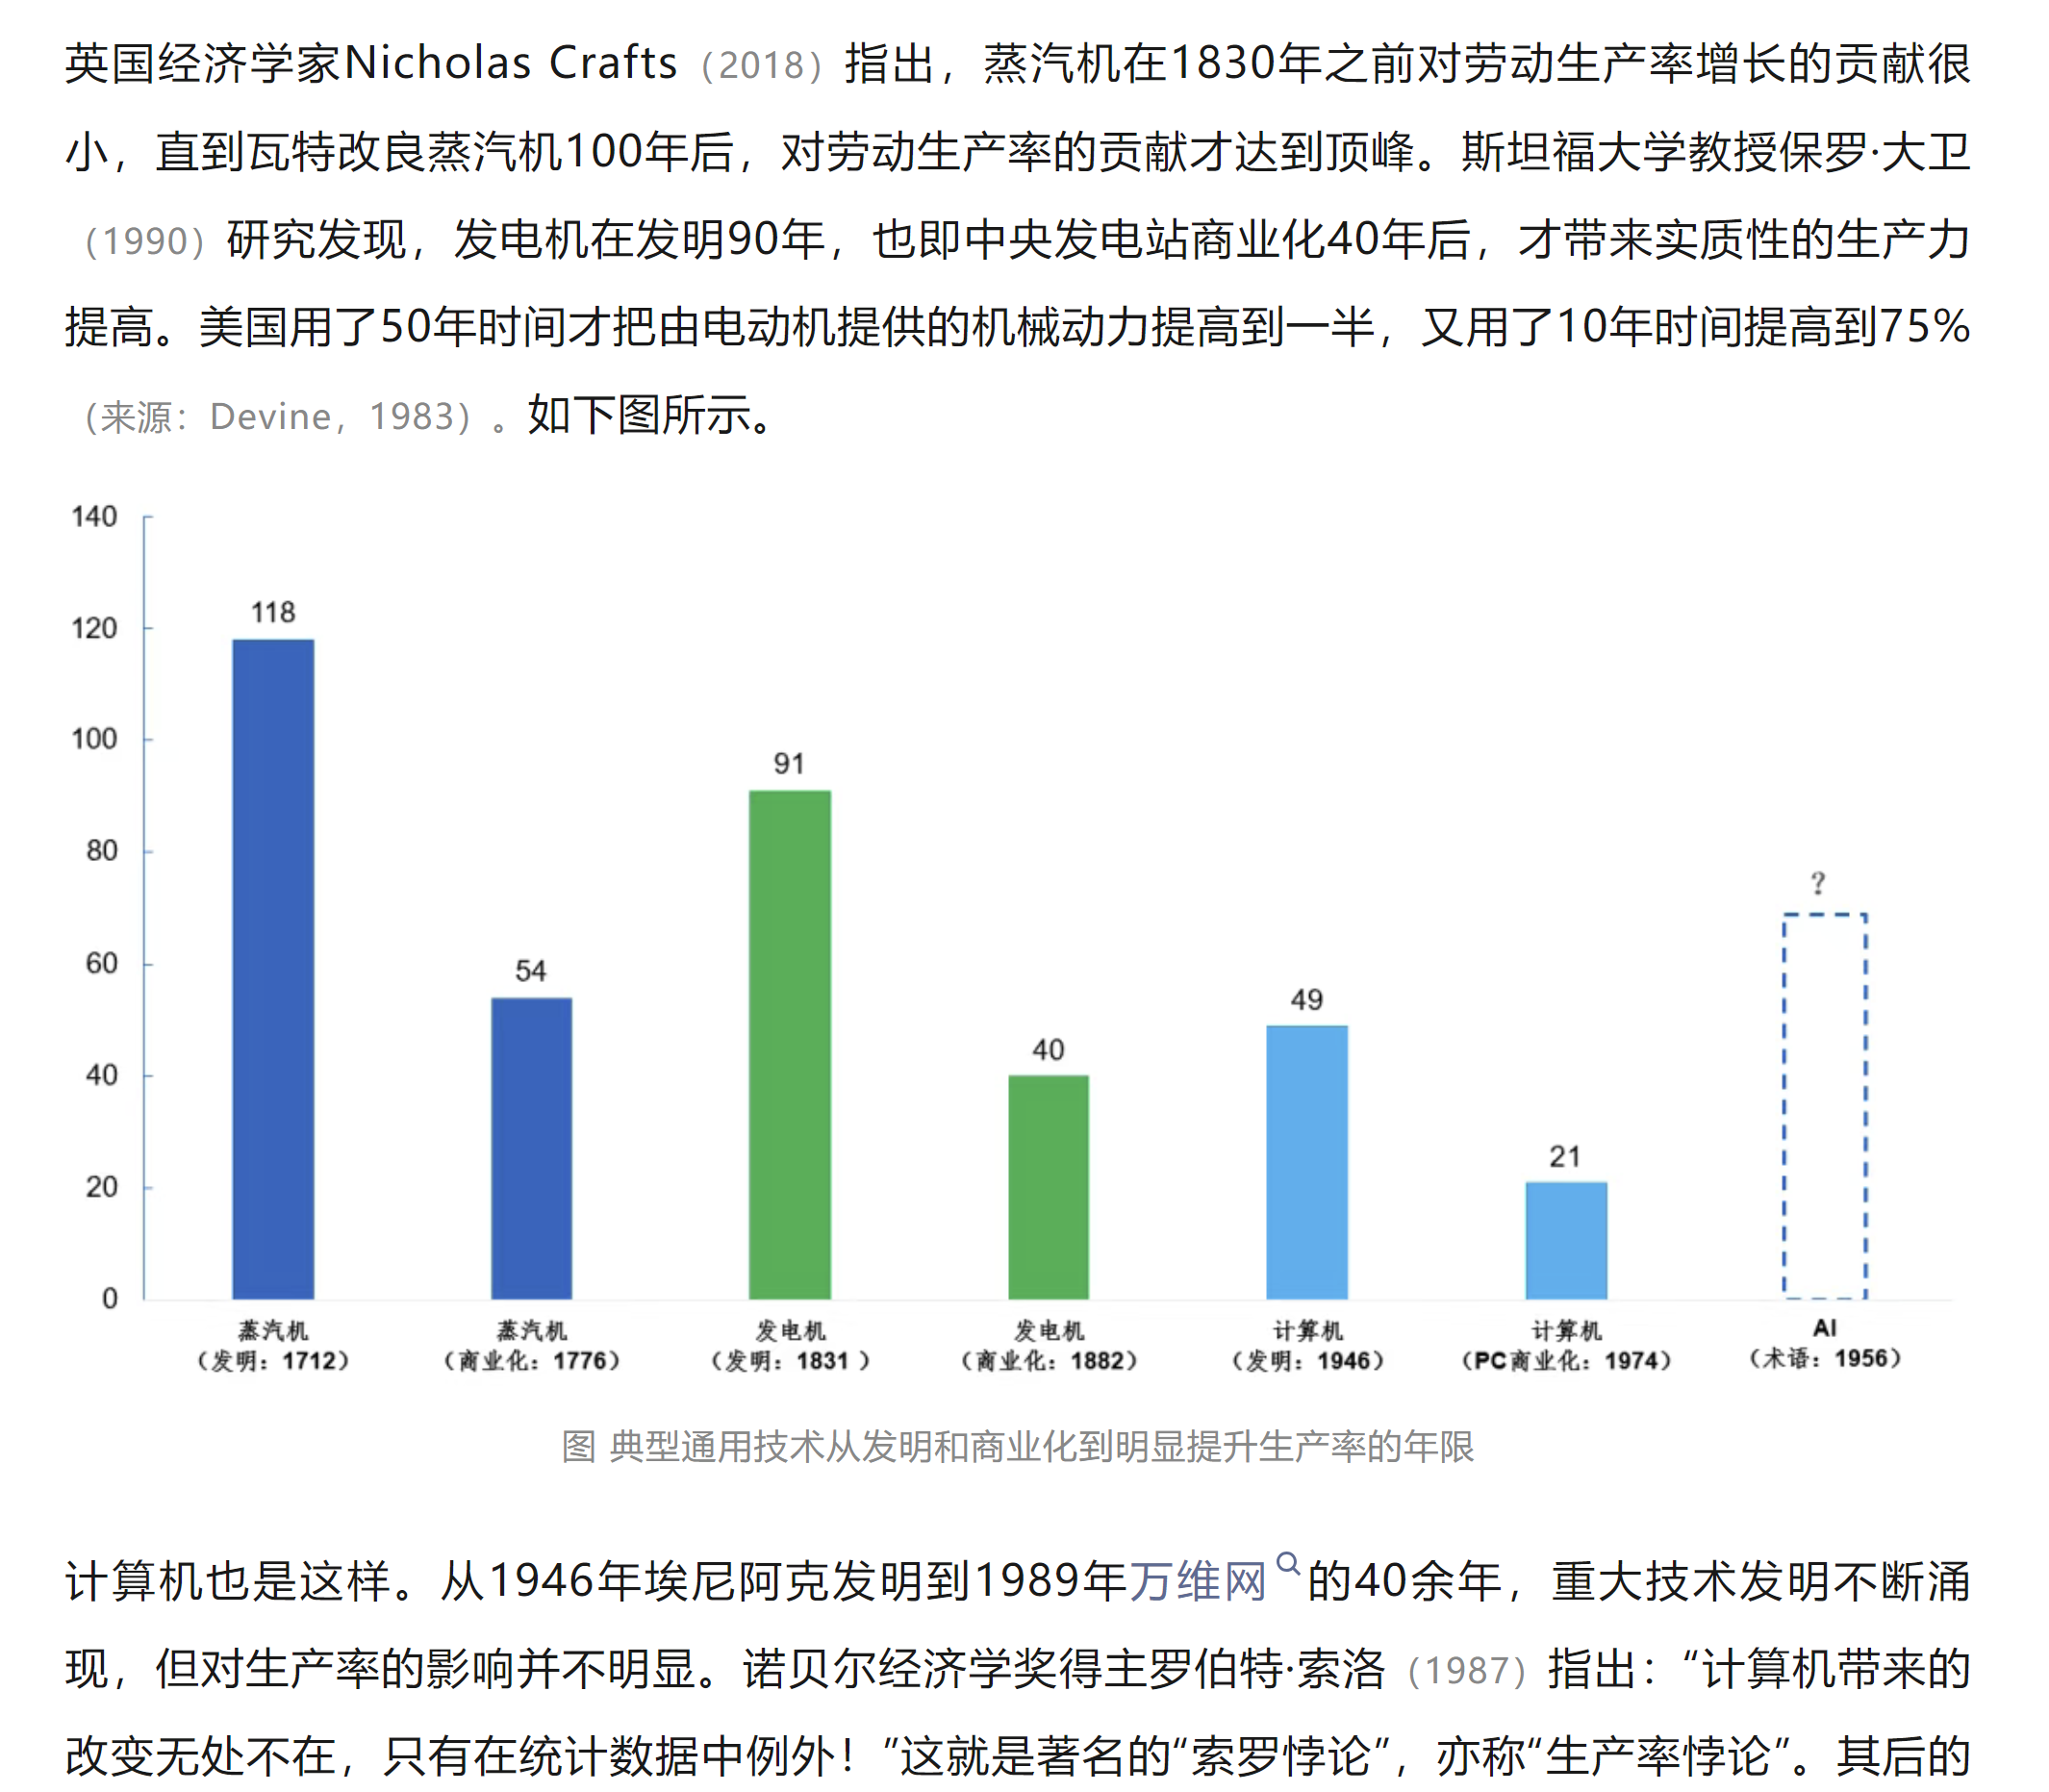 英国经济学家Nicholas Crafts（2018）指出，蒸汽机在1830年之前对劳动生产率增长的贡献很
小，直到瓦特改良蒸汽机100年后，对劳动生产率的贡献才达到顶峰。斯坦福大学教授保罗·大卫
（1990）研究发现，发电机在发明90年，也即中央发电站商业化40年后，才带来实质性的生产力
提高。美国用了50年时间才把由电动机提供的机械动力提高到一半，又用了10年时间提高到75%
（来源：Devine，1983）。如下图所示。
140
120
100
80
60
40
20
0
118
54
91
40
49
21
?
蒸汽机
（发明：1712）
蒸汽机
（商业化：1776）
发电机
（发明：1831 ）
发电机
（商业化：1882）
计算机
（发明：1946）
计算机
（PC商业化：1974）
AI
（术语：1956）
图 典型通用技术从发明和商业化到明显提升生产率的年限
计算机也是这样。从1946年埃尼阿克发明到1989年万维网的40余年，重大技术发明不断涌
现，但对生产率的影响并不明显。诺贝尔经济学奖得主罗伯特·索洛（1987）指出：“计算机带来的
改变无处不在，只有在统计数据中例外！”这就是著名的“索罗悖论”，亦称“生产率悖论”。其后的